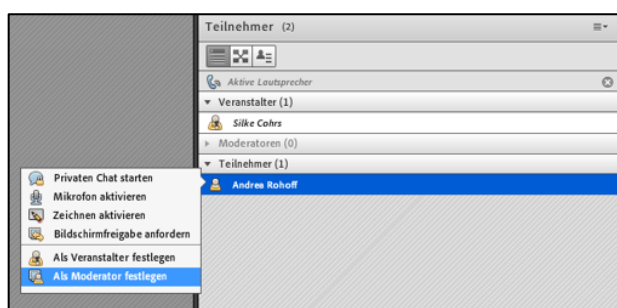 Teilnehmer (2)
Aktive Lautsprecher
Veranstalter (1)
Silke Cohrs
Moderatoren (0)
Teilnehmer (1)
Andrea Rohoff
Privaten Chat starten
Mikrofon aktivieren
Zeichnen aktivieren
Bildschirmfreigabe anfordern
Als Veranstalter festlegen
Als Moderator festlegen